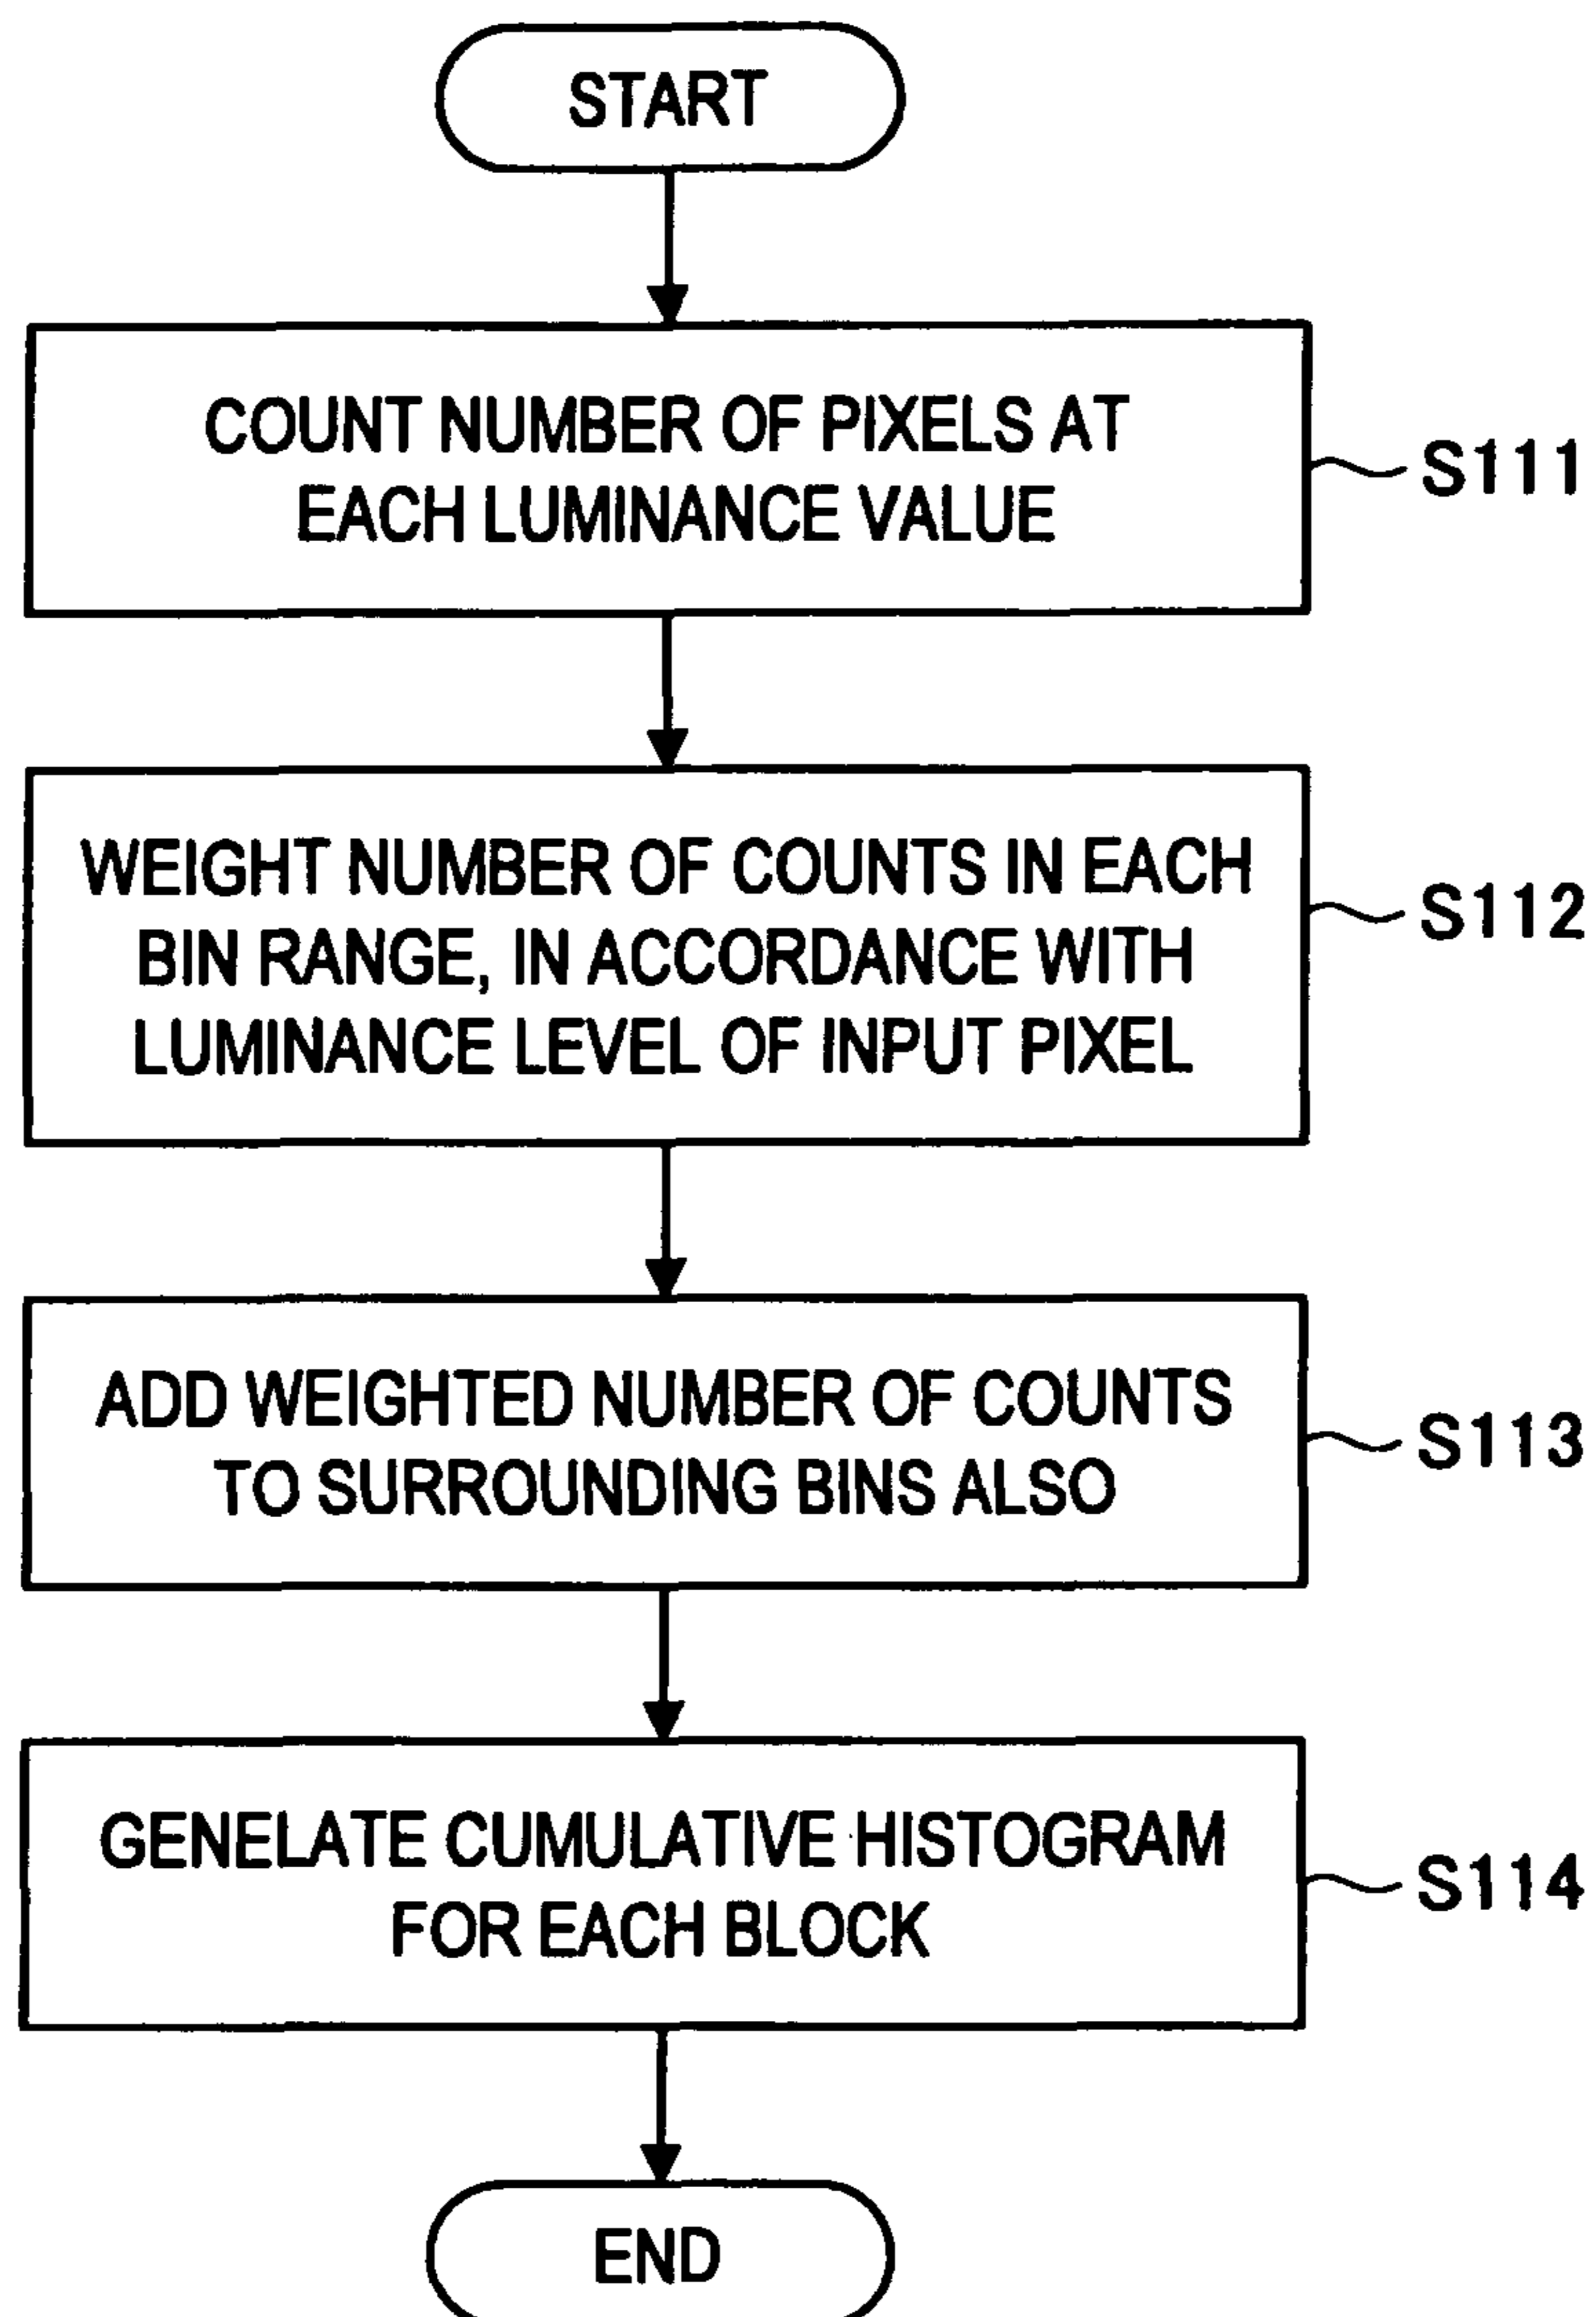 START
COUNT NUMBER OF PIXELS AT
EACH LUMINANCE VALUE
S111
WEIGHT NUMBER OF COUNTS IN EACH
BIN RANGE, IN ACCORDANCE WITH
LUMINANCE LEVEL OF INPUT PIXEL
S112
ADD WEIGHTED NUMBER OF COUNTS
TO SURROUNDING BINS ALSO
S113
GENELATE CUMULATIVE HISTOGRAM
FOR EACH BLOCK
S114
END